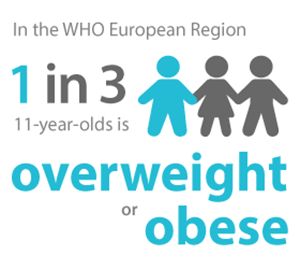 In the WHO European Region
1 in 3
11-year-olds is
overweight
or
obese